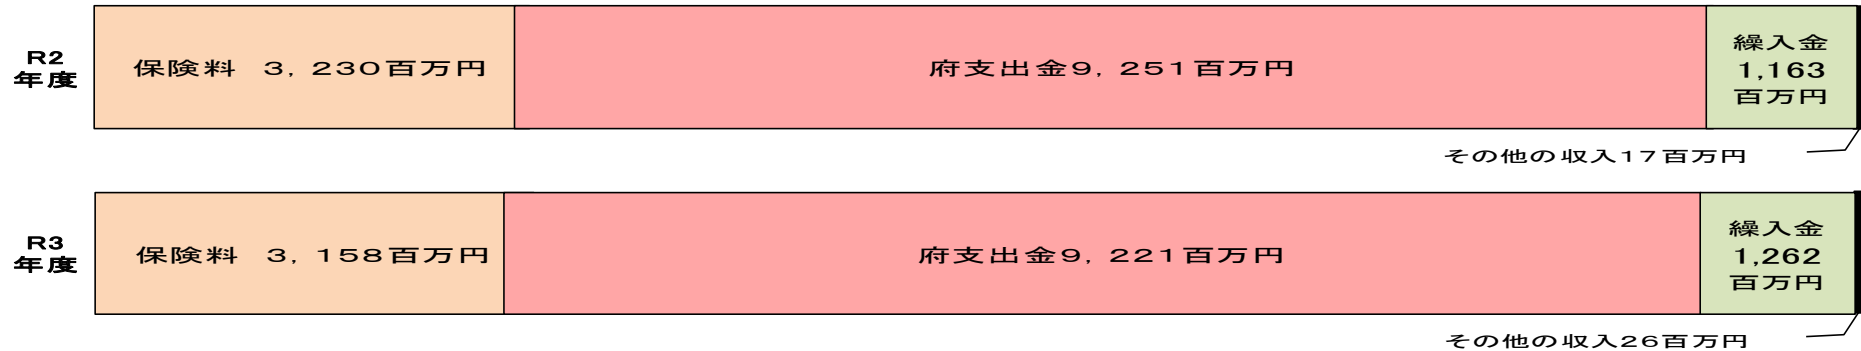 R2
年度
保険料 3，230百万円
府支出金9，251百万円
繰入金
1,163
百万円
その他の収入17百万円
R3
年度
保険料 3，158百万円
府支出金9，221百万円
繰入金
1,262
百万円
その他の収入26百万円